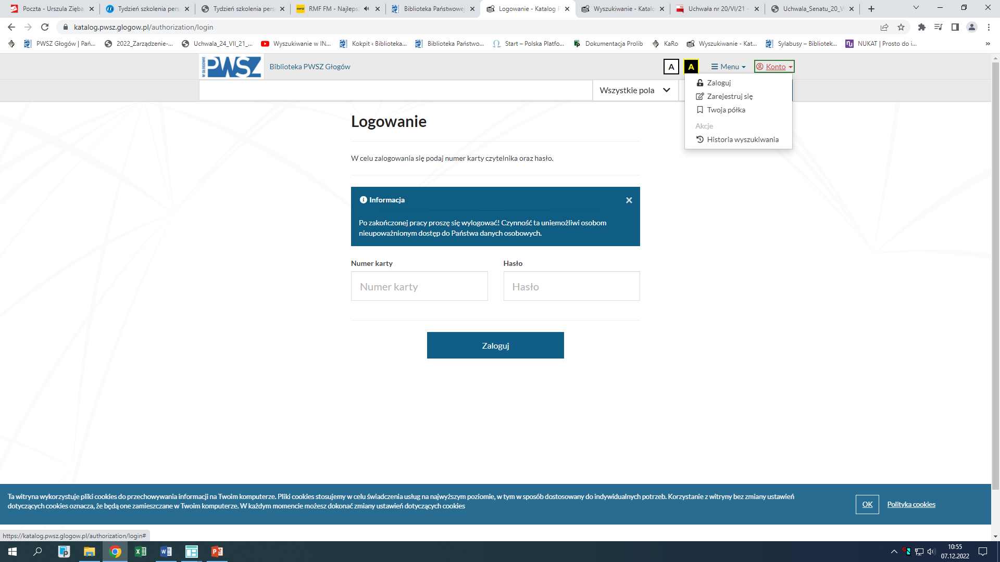 Poczta - Urszula Zięba
Tydzień szkolenia pers
Tydzień szkolenia pers
RMF FM - Najleps
Biblioteka Państwowej
Logowanie - Katalog P
Wyszukiwanie - Katalo
Uchwała nr 20/VI/21 -
Uchwala_Senatu_20_V
katalog.pwsz.glogow.pl/authorization/login
PWSZ Głogów | Pań...
2022_Zarządzenie-...
Uchwala_24_VII_21_...
Wyszukiwanie w IN...
Kokpit ‹ Biblioteka...
Biblioteka Państwo...
Start – Polska Platfo...
Dokumentacja Prolib
KaRo
Wyszukiwanie - Kat...
Sylabusy – Bibliotek...
NUKAT | Prosto do i...
W GŁOGOWIE
PWSZ
Biblioteka PWSZ Głogów
A
A
Menu
Konto
Wszystkie pola
Zaloguj
Zarejestruj się
Twoja półka
Akcje
Historia wyszukiwania
Logowanie
W celu zalogowania się podaj numer karty czytelnika oraz hasło.
Informacja
Po zakończonej pracy proszę się wylogować! Czynność ta uniemożliwi osobom
nieupoważnionym dostęp do Państwa danych osobowych.
Numer karty
Hasło
Numer karty
Hasło
Zaloguj
Ta witryna wykorzystuje pliki cookies do przechowywania informacji na Twoim komputerze. Pliki cookies stosujemy w celu świadczenia usług na najwyższym poziomie, w tym w sposób dostosowany do indywidualnych potrzeb. Korzystanie z witryny bez zmiany ustawień
dotyczących cookies oznacza, że będą one zamieszczane w Twoim komputerze. W każdym momencie możesz dokonać zmiany ustawień dotyczących cookies
OK
Polityka cookies
https://katalog.pwsz.glogow.pl/authorization/login#
10:55
07.12.2022